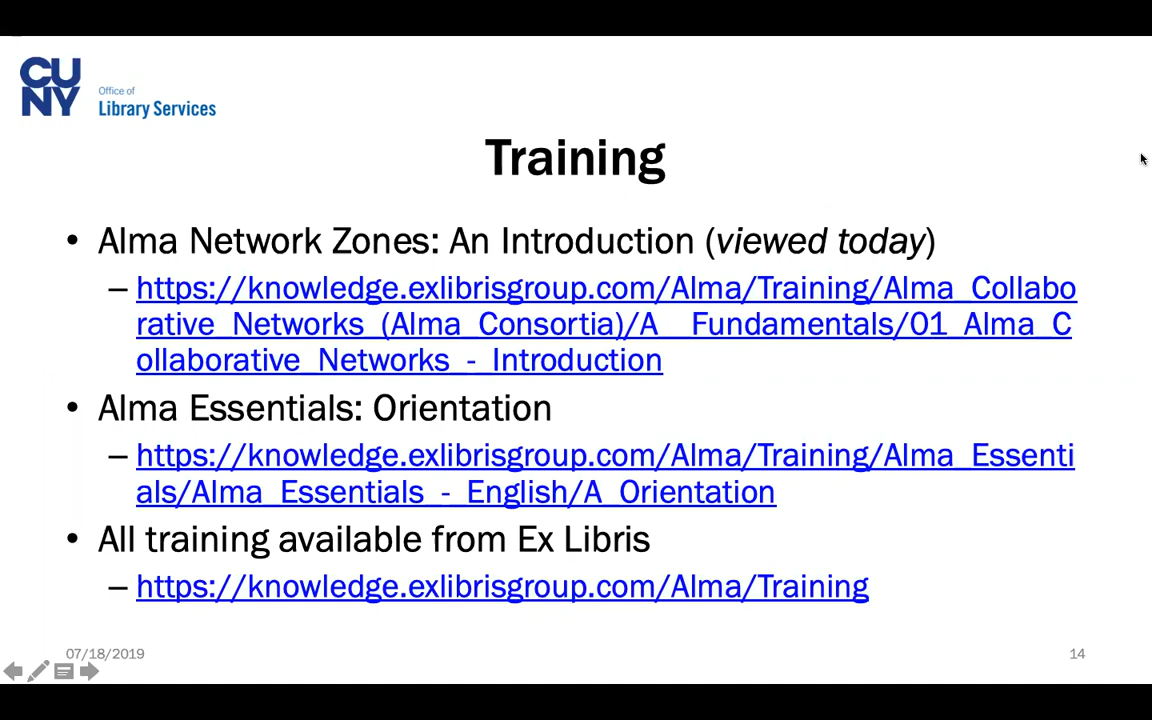 CU
NY
Office of
Library Services
Training
• Alma Network Zones: An Introduction (viewed today)
– https://knowledge.exlibrisgroup.com/Alma/Training/Alma_Collabo
rative_Networks_(Alma_Consortia)/A__Fundamentals/01_Alma_C
ollaborative_Networks_-_Introduction
• Alma Essentials: Orientation
– https://knowledge.exlibrisgroup.com/Alma/Training/Alma_Essenti
als/Alma_Essentials_-_English/A_Orientation
• All training available from Ex Libris
– https://knowledge.exlibrisgroup.com/Alma/Training
07/18/2019
14